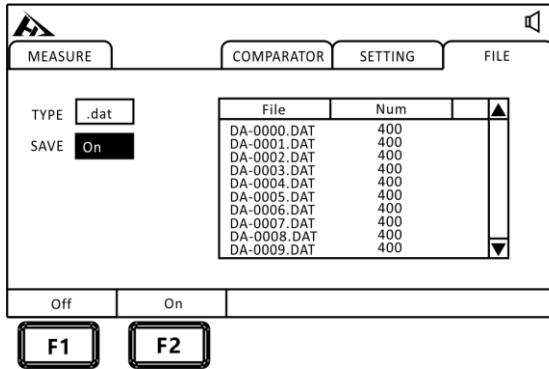 MEASURE COMPARATOR SETTING FILE
TYPE .dat
SAVE On
File Num
DA-0000.DAT 400
DA-0001.DAT 400
DA-0002.DAT 400
DA-0003.DAT 400
DA-0004.DAT 400
DA-0005.DAT 400
DA-0006.DAT 400
DA-0007.DAT 400
DA-0008.DAT 400
DA-0009.DAT 400
Off On
F1 F2